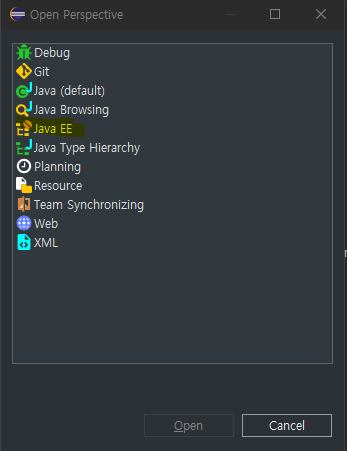 Open Perspective
Debug
Git
Java (default)
Java Browsing
Java EE
Java Type Hierarchy
Planning
Resource
Team Synchronizing
Web
XML
Open
Cancel